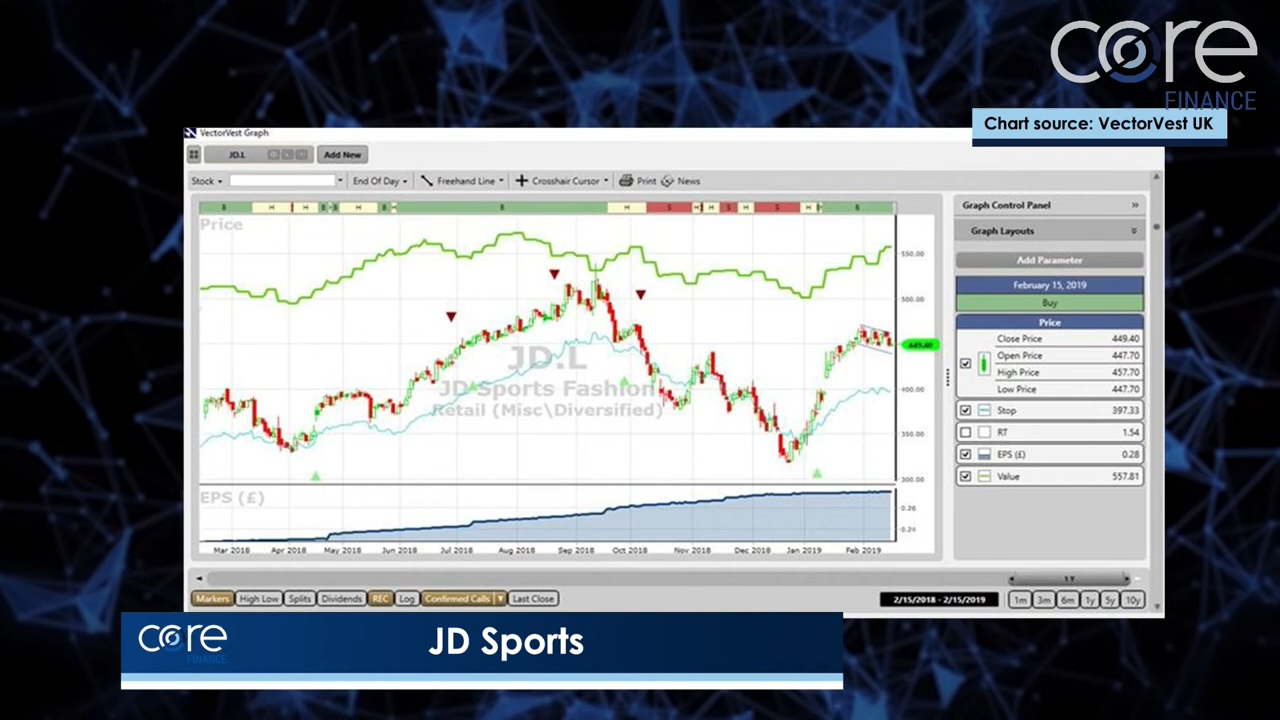 core
FINANCE
Chart source: VectorVest UK
VectorVest Graph
JD.L
Add New
Stock
End Of Day
Freehand Line
Crosshair Cursor
Print
News
B H H B B H B H B H S H H S H S H B
Price
550.00
500.00
449.40
400.00
350.00
300.00
JD.L
JD Sports Fashion
Retail (Misc\Diversified)
EPS (£)
0.26
0.24
Mar 2018 Apr 2018 May 2018 Jun 2018 Jul 2018 Aug 2018 Sep 2018 Oct 2018 Nov 2018 Dec 2018 Jan 2019 Feb 2019
Graph Control Panel
Graph Layouts
Add Parameter
February 15, 2019
Buy
Price
Close Price 449.40
Open Price 447.70
High Price 457.70
Low Price 447.70
Stop 397.33
RT 1.54
EPS (£) 0.28
Value 557.81
1 Y
Markers High Low Splits Dividends REC Log Confirmed Calls Last Close
2/15/2018 - 2/15/2019
1m 3m 6m 1y 5y 10y
core
FINANCE
JD Sports